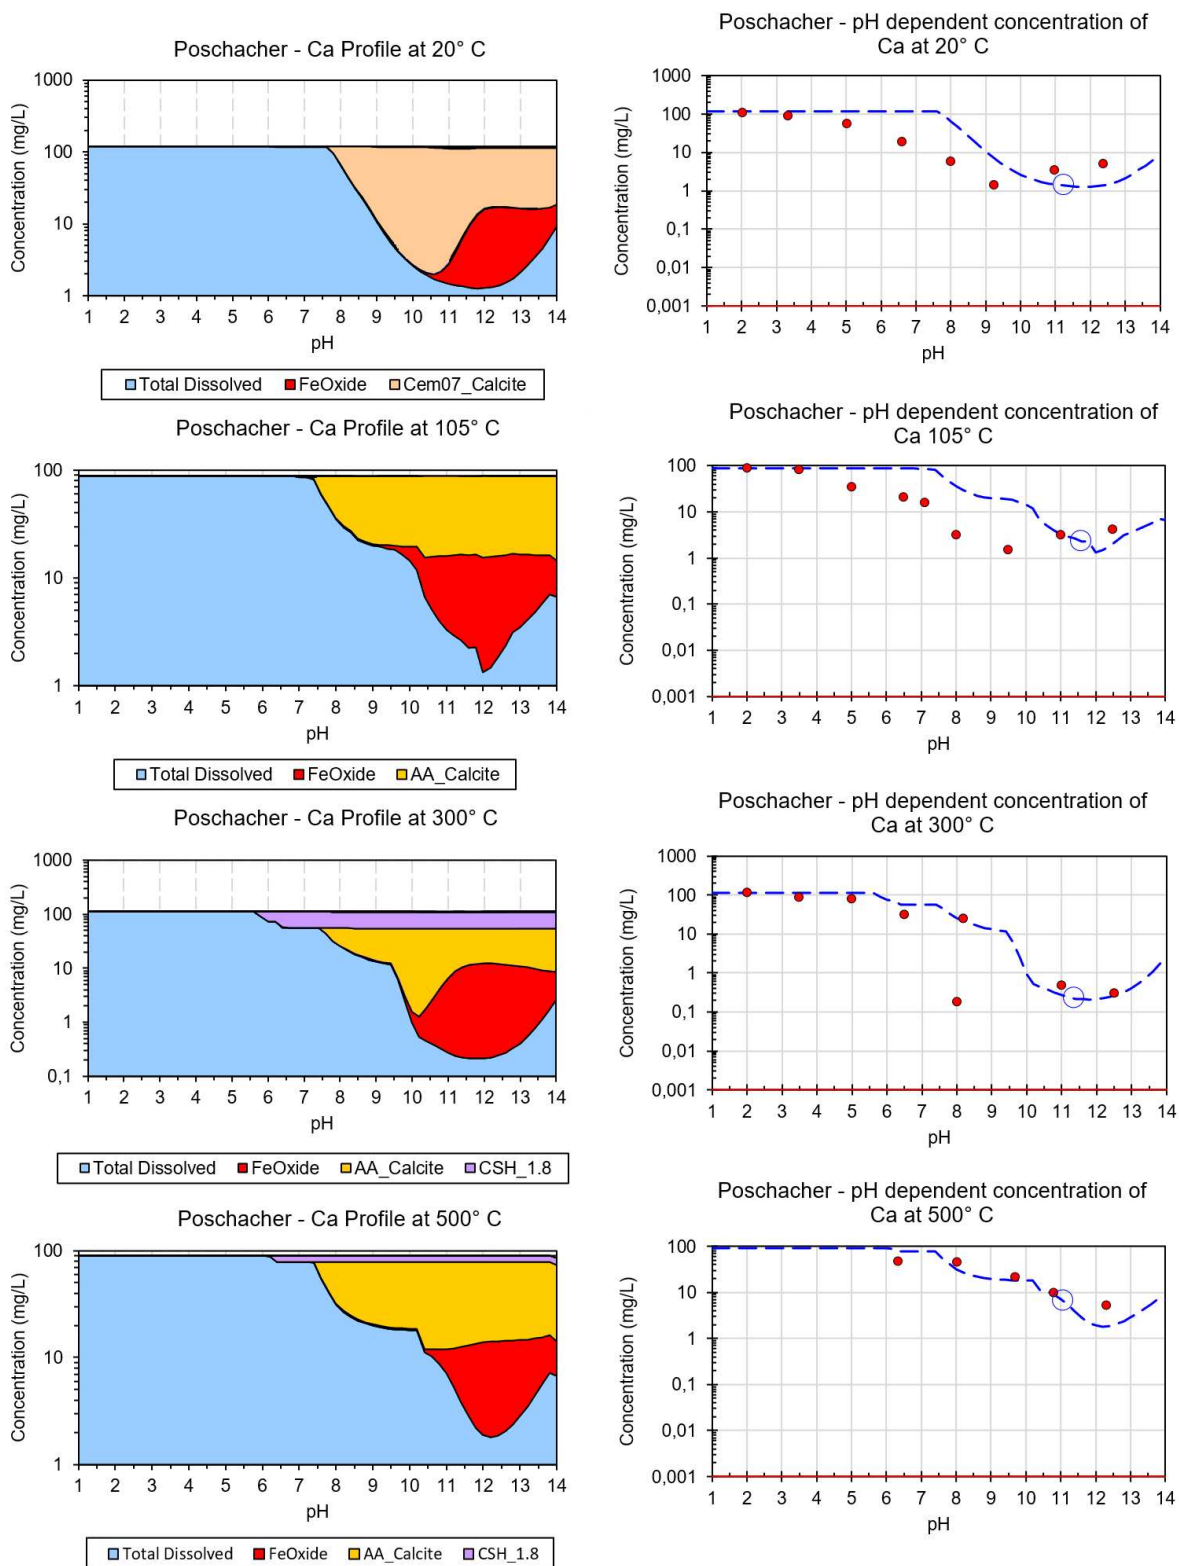 Poschacher - Ca Profile at 20° C
Concentration (mg/L)
1000
100
10
1
1 2 3 4 5 6 7 8 9 10 11 12 13 14
pH
Total Dissolved FeOxide Cem07_Calcite
Poschacher - pH dependent concentration of
Ca at 20° C
Concentration (mg/L)
1000
100
10
1
0,1
0,01
0,001
1 2 3 4 5 6 7 8 9 10 11 12 13 14
pH
Poschacher - Ca Profile at 105° C
Concentration (mg/L)
100
10
1
1 2 3 4 5 6 7 8 9 10 11 12 13 14
pH
Total Dissolved FeOxide AA_Calcite
Poschacher - pH dependent concentration of
Ca 105° C
Concentration (mg/L)
100
10
1
0,1
0,01
0,001
1 2 3 4 5 6 7 8 9 10 11 12 13 14
pH
Poschacher - Ca Profile at 300° C
Concentration (mg/L)
1000
100
10
1
0,1
1 2 3 4 5 6 7 8 9 10 11 12 13 14
pH
Total Dissolved FeOxide AA_Calcite CSH_1.8
Poschacher - pH dependent concentration of
Ca at 300° C
Concentration (mg/L)
1000
100
10
1
0,1
0,01
0,001
1 2 3 4 5 6 7 8 9 10 11 12 13 14
pH
Poschacher - Ca Profile at 500° C
Concentration (mg/L)
100
10
1
1 2 3 4 5 6 7 8 9 10 11 12 13 14
pH
Total Dissolved FeOxide AA_Calcite CSH_1.8
Poschacher - pH dependent concentration of
Ca at 500° C
Concentration (mg/L)
100
10
1
0,1
0,01
0,001
1 2 3 4 5 6 7 8 9 10 11 12 13 14
pH